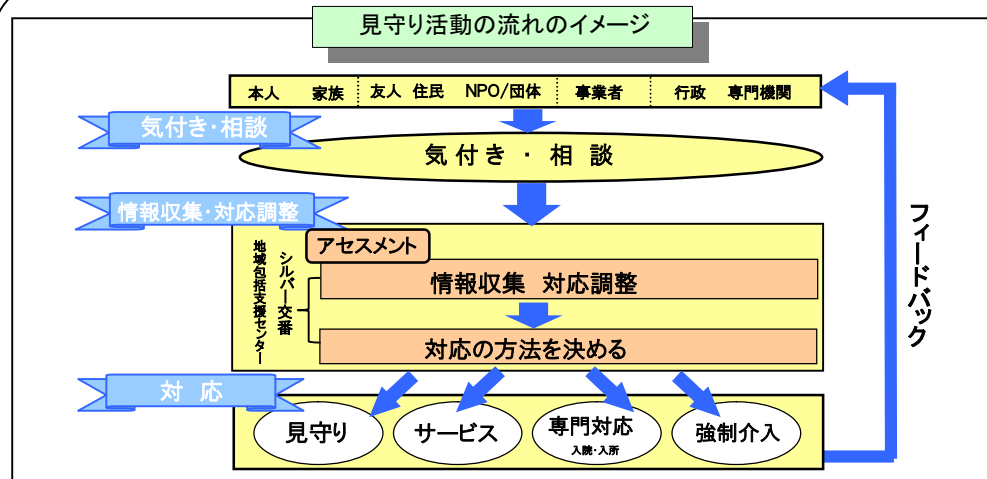 見守り活動の流れのイメージ
本人 家族 友人 住民 NPO/団体 事業者 行政 専門機関
気付き・相談
気付き・相談
情報収集・対応調整
アセスメント
地域包括支援センター
シルバー交番
情報収集 対応調整
対応の方法を決める
フィードバック
対応
見守り
サービス
専門対応
入院・入所
強制介入